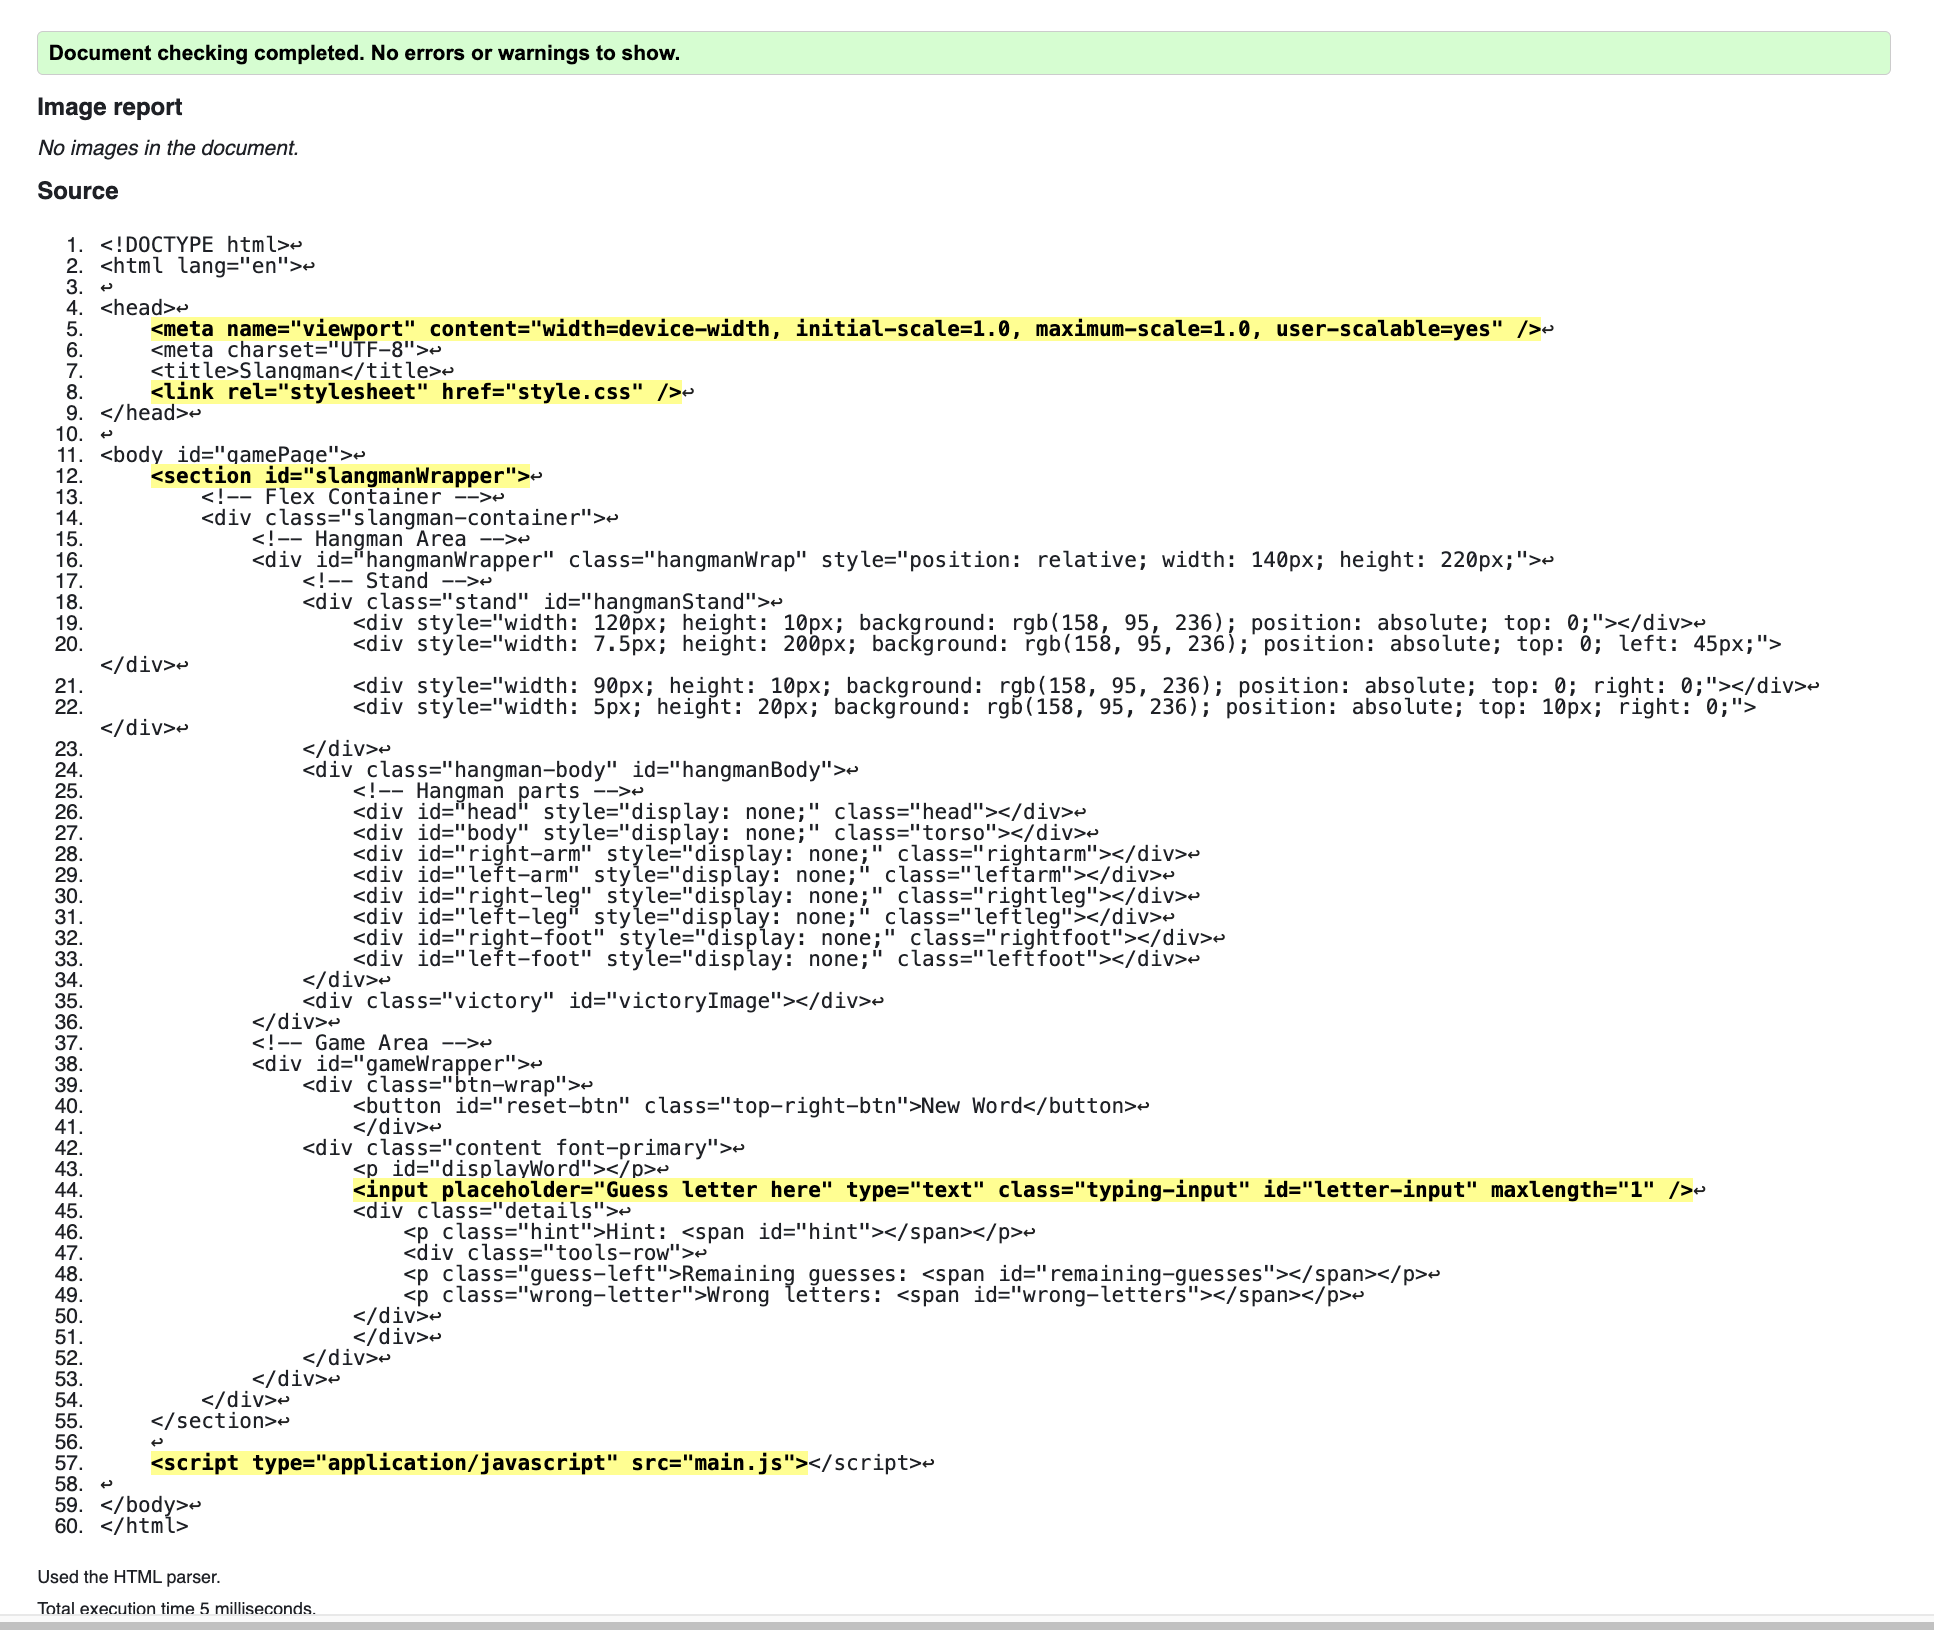 Document checking completed. No errors or warnings to show.
Image report
No images in the document.
Source
1. <!DOCTYPE html>↩
2. <html lang="en">↩
3. ↩
4. <head>↩
5.     <meta name="viewport" content="width=device-width, initial-scale=1.0, maximum-scale=1.0, user-scalable=yes" />↩
6.     <meta charset="UTF-8">↩
7.     <title>Slangman</title>↩
8.     <link rel="stylesheet" href="style.css" />↩
9. </head>↩
10. ↩
11. <body id="gamePage">↩
12.     <section id="slangmanWrapper">↩
13.         <!-- Flex Container -->↩
14.         <div class="slangman-container">↩
15.             <!-- Hangman Area -->↩
16.             <div id="hangmanWrapper" class="hangmanWrap" style="position: relative; width: 140px; height: 220px;">↩
17.                 <!-- Stand -->↩
18.                 <div class="stand" id="hangmanStand">↩
19.                     <div style="width: 120px; height: 10px; background: rgb(158, 95, 236); position: absolute; top: 0;"></div>↩
20.                     <div style="width: 7.5px; height: 200px; background: rgb(158, 95, 236); position: absolute; top: 0; left: 45px;">
</div>↩
21.                     <div style="width: 90px; height: 10px; background: rgb(158, 95, 236); position: absolute; top: 0; right: 0;"></div>↩
22.                     <div style="width: 5px; height: 20px; background: rgb(158, 95, 236); position: absolute; top: 10px; right: 0;">
</div>↩
23.                 </div>↩
24.                 <div class="hangman-body" id="hangmanBody">↩
25.                     <!-- Hangman parts -->↩
26.                     <div id="head" style="display: none;" class="head"></div>↩
27.                     <div id="body" style="display: none;" class="torso"></div>↩
28.                     <div id="right-arm" style="display: none;" class="rightarm"></div>↩
29.                     <div id="left-arm" style="display: none;" class="leftarm"></div>↩
30.                     <div id="right-leg" style="display: none;" class="rightleg"></div>↩
31.                     <div id="left-leg" style="display: none;" class="leftleg"></div>↩
32.                     <div id="right-foot" style="display: none;" class="rightfoot"></div>↩
33.                     <div id="left-foot" style="display: none;" class="leftfoot"></div>↩
34.                 </div>↩
35.                 <div class="victory" id="victoryImage"></div>↩
36.             </div>↩
37.             <!-- Game Area -->↩
38.             <div id="gameWrapper">↩
39.                 <div class="btn-wrap">↩
40.                     <button id="reset-btn" class="top-right-btn">New Word</button>↩
41.                     </div>↩
42.                 <div class="content font-primary">↩
43.                     <p id="displayWord"></p>↩
44.                     <input placeholder="Guess letter here" type="text" class="typing-input" id="letter-input" maxlength="1" />↩
45.                     <div class="details">↩
46.                         <p class="hint">Hint: <span id="hint"></span></p>↩
47.                         <div class="tools-row">↩
48.                         <p class="guess-left">Remaining guesses: <span id="remaining-guesses"></span></p>↩
49.                         <p class="wrong-letter">Wrong letters: <span id="wrong-letters"></span></p>↩
50.                     </div>↩
51.                     </div>↩
52.                 </div>↩
53.             </div>↩
54.         </div>↩
55.     </section>↩
56.     ↩
57.     <script type="application/javascript" src="main.js"></script>↩
58. ↩
59. </body>↩
60. </html>
Used the HTML parser.
Total execution time 5 milliseconds.